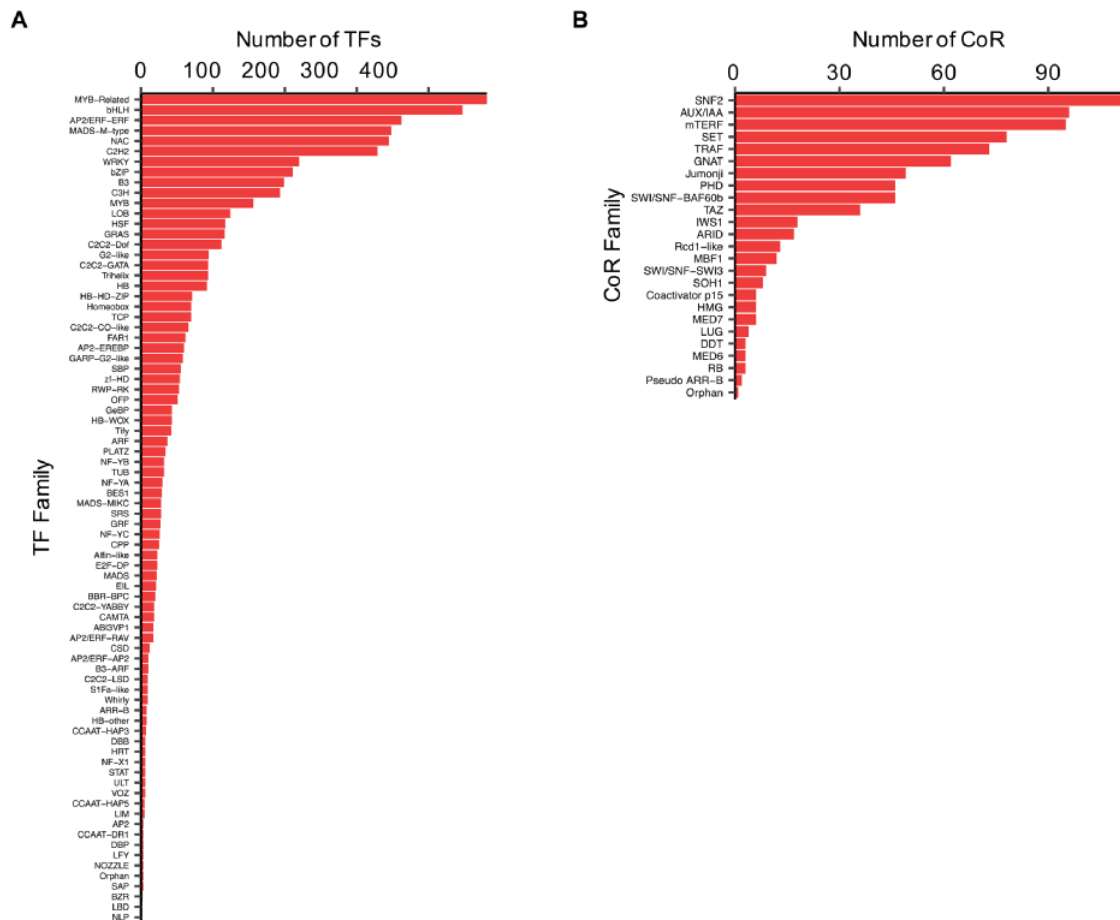 A
Number of TFs
0 100 200 300 400
MYB-Related
bHLH
AP2/ERF-ERF
MADS-M-type
NAC
C2H2
WRKY
bZIP
B3
C3H
MYB
LOB
HSF
GRAS
C2C2-Dof
G2-like
C2C2-GATA
Trihelix
HB
HB-HD-ZIP
Homeobox
TCP
C2C2-CO-like
FAR1
AP2-EREBP
GARP-G2-like
SBP
zf-HD
RWP-RK
OFP
GeBP
HB-WOX
Tify
ARF
PLATZ
NF-YB
TUB
NF-YA
BES1
MADS-MIKC
SRS
GRF
NF-YC
CPP
Alfin-like
E2F-DP
MADS
EIL
BBR-BPC
C2C2-YABBY
CAMTA
ABI3VP1
AP2/ERF-RAV
CSD
AP2/ERF-AP2
B3-ARF
C2C2-LSD
S1Fa-like
Whirly
ARR-B
HB-other
CCAAT-HAP3
DBB
HRT
NF-X1
STAT
ULT
VOZ
CCAAT-HAP5
LIM
AP2
CCAAT-DR1
DBP
LFY
NOZZLE
Orphan
SAP
BZR
LBD
NLP
TF Family
B
Number of CoR
0 30 60 90
SNF2
AUX/IAA
mTERF
SET
TRAF
GNAT
Jumonji
PHD
SWI/SNF-BAF60b
TAZ
IWS1
ARID
Rcd1-like
MBF1
SWI/SNF-SWI3
SOH1
Coactivator p15
HMG
MED7
LUG
DDT
MED6
RB
Pseudo ARR-B
Orphan
CoR Family